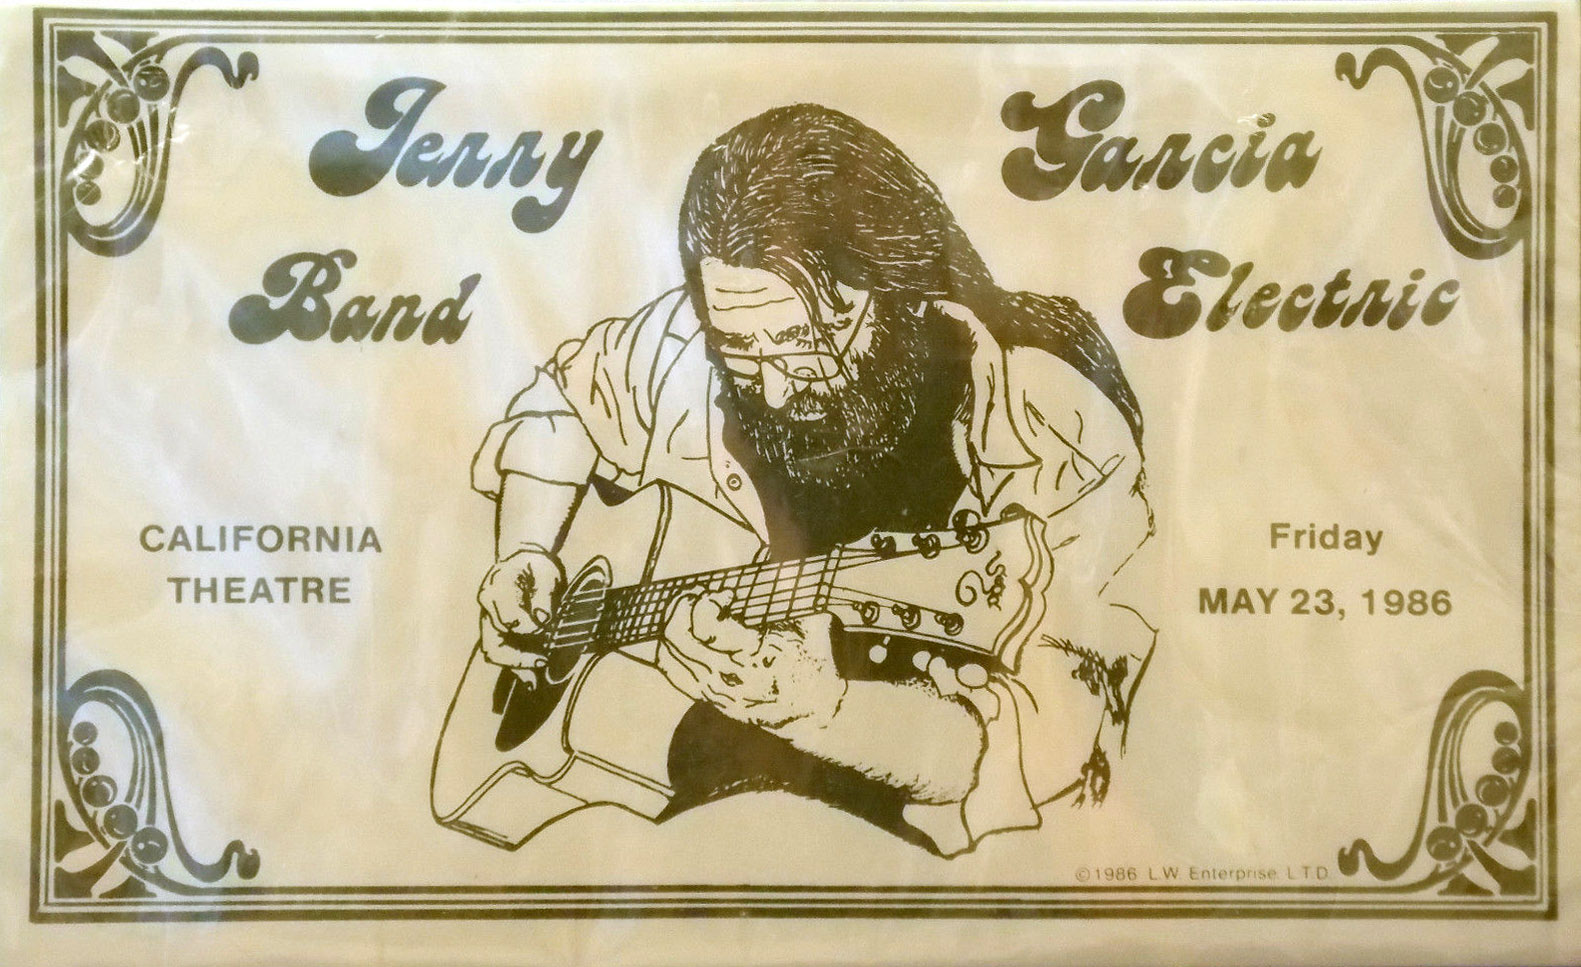 Jerry Garcia
Band Electric
CALIFORNIA
THEATRE
Friday
MAY 23, 1986
©1986 L.W. Enterprise. L.T.D.